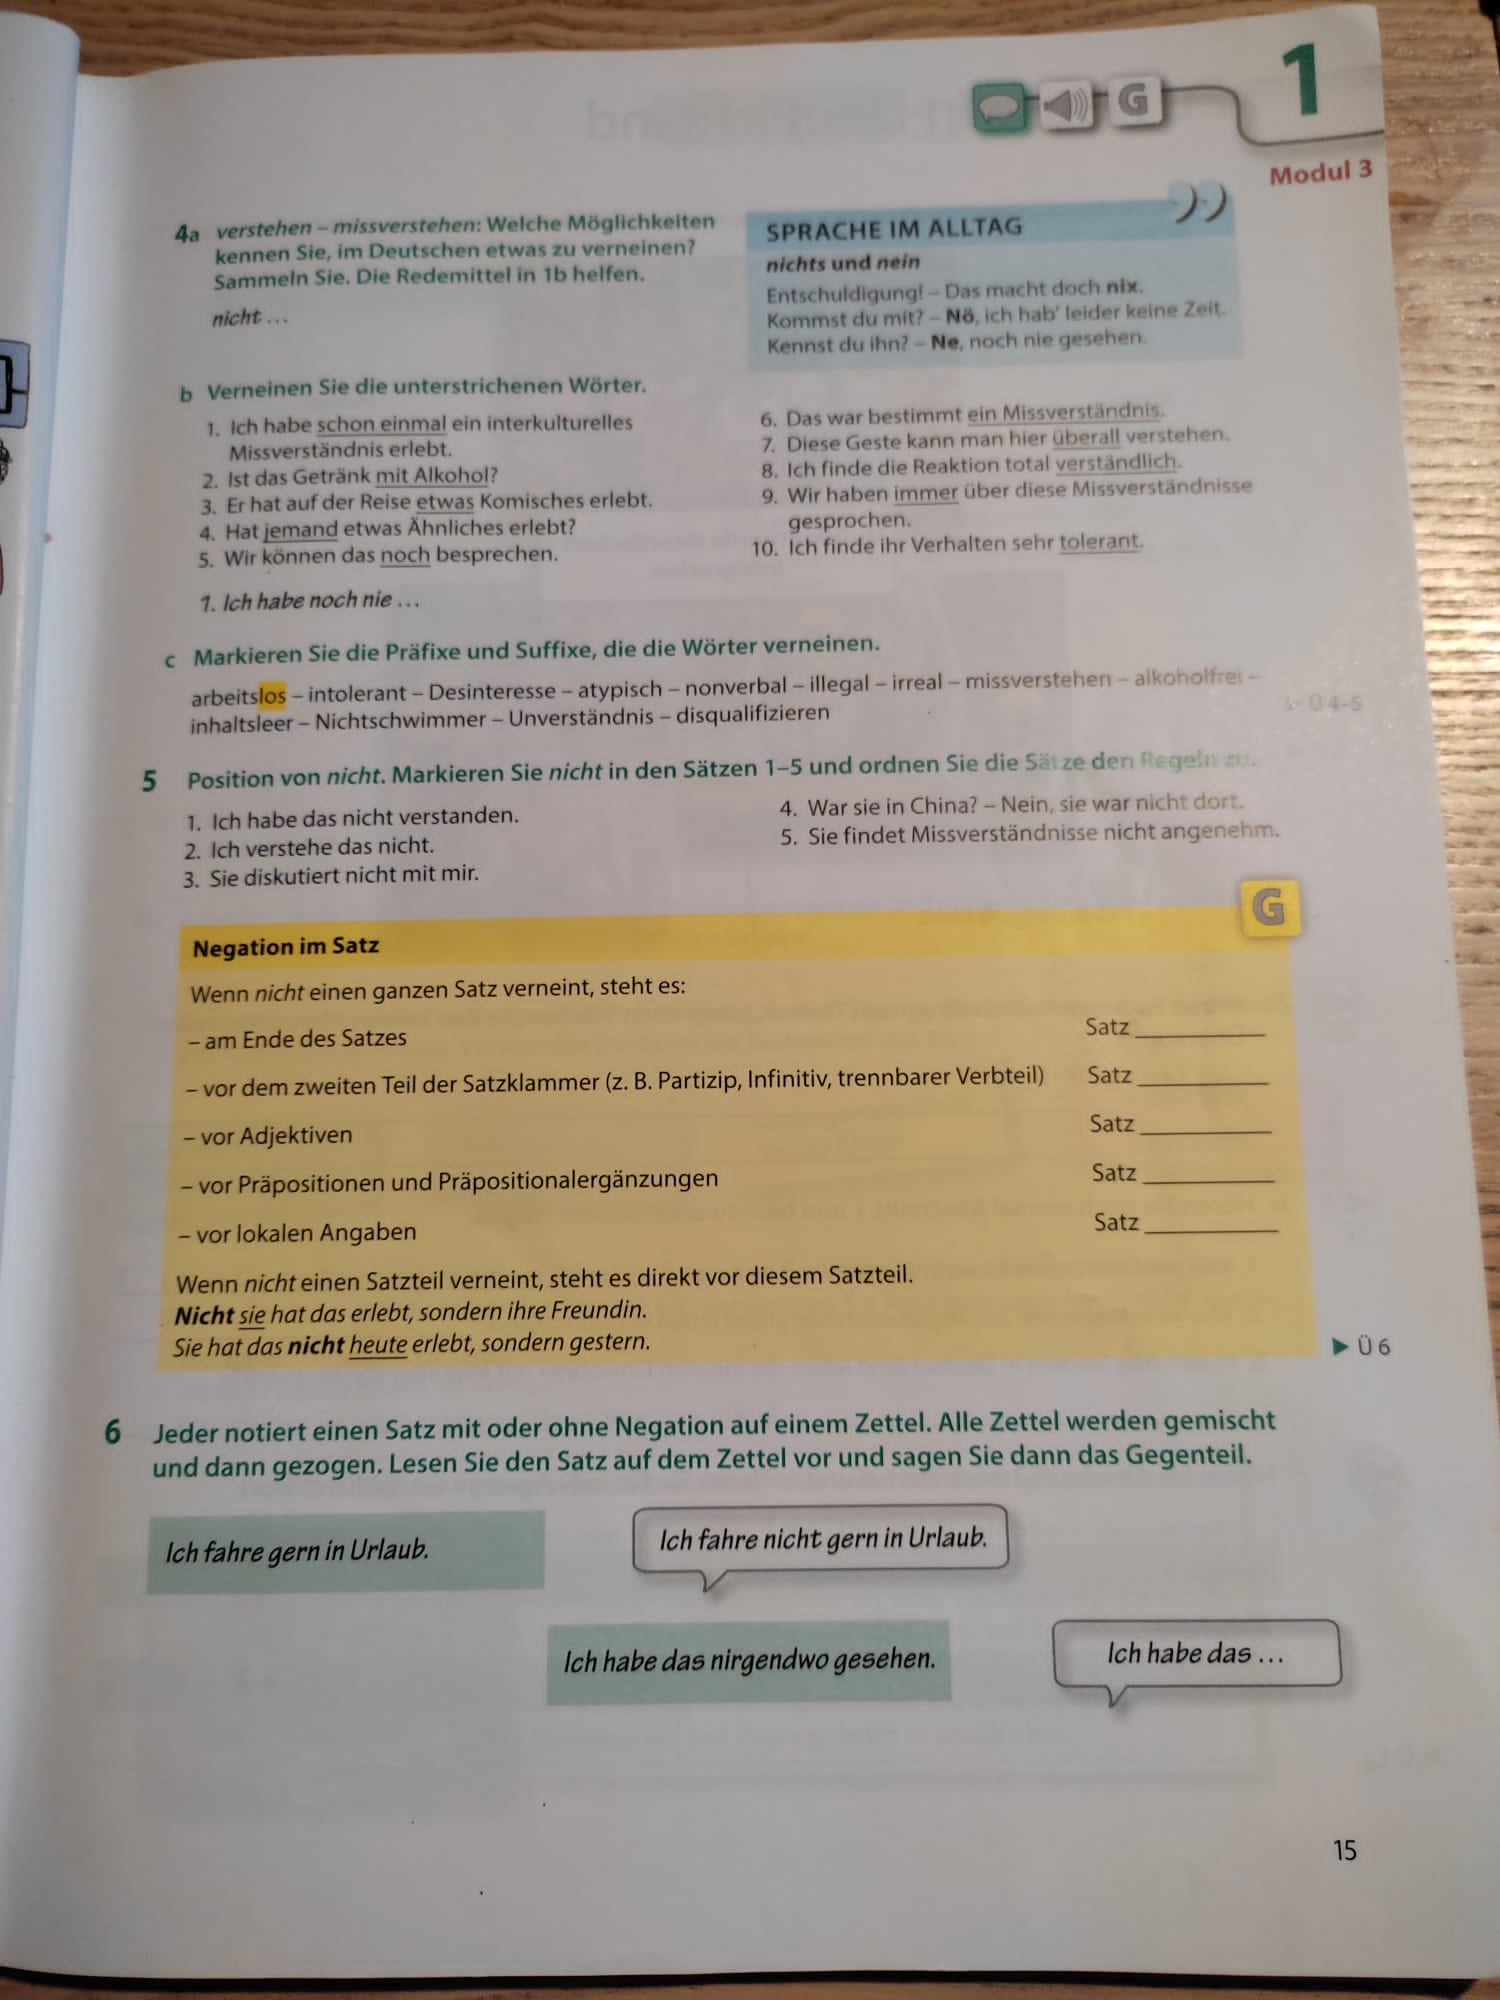 G
1
Modul 3
4a verstehen – missverstehen: Welche Möglichkeiten
kennen Sie, im Deutschen etwas zu verneinen?
Sammeln Sie. Die Redemittel in 1b helfen.
nicht ...
SPRACHE IM ALLTAG
nichts und nein
Entschuldigung! – Das macht doch nix.
Kommst du mit? – Nö, ich hab' leider keine Zeit.
Kennst du ihn? – Ne, noch nie gesehen.
b Verneinen Sie die unterstrichenen Wörter.
1. Ich habe schon einmal ein interkulturelles
Missverständnis erlebt.
2. Ist das Getränk mit Alkohol?
3. Er hat auf der Reise etwas Komisches erlebt.
4. Hat jemand etwas Ähnliches erlebt?
5. Wir können das noch besprechen.
6. Das war bestimmt ein Missverständnis.
7. Diese Geste kann man hier überall verstehen.
8. Ich finde die Reaktion total verständlich.
9. Wir haben immer über diese Missverständnisse
gesprochen.
10. Ich finde ihr Verhalten sehr tolerant.
1. Ich habe noch nie ...
c Markieren Sie die Präfixe und Suffixe, die die Wörter verneinen.
arbeitslos – intolerant – Desinteresse – atypisch – nonverbal – illegal – irreal – missverstehen – alkoholfrei –
inhaltsleer – Nichtschwimmer – Unverständnis – disqualifizieren
▶ Ü 4–5
5 Position von nicht. Markieren Sie nicht in den Sätzen 1–5 und ordnen Sie die Sätze den Regeln zu.
1. Ich habe das nicht verstanden.
2. Ich verstehe das nicht.
3. Sie diskutiert nicht mit mir.
4. War sie in China? – Nein, sie war nicht dort.
5. Sie findet Missverständnisse nicht angenehm.
G
Negation im Satz
Wenn nicht einen ganzen Satz verneint, steht es:
– am Ende des Satzes Satz ___________
– vor dem zweiten Teil der Satzklammer (z. B. Partizip, Infinitiv, trennbarer Verbteil) Satz ___________
– vor Adjektiven Satz ___________
– vor Präpositionen und Präpositionalergänzungen Satz ___________
– vor lokalen Angaben Satz ___________
Wenn nicht einen Satzteil verneint, steht es direkt vor diesem Satzteil.
Nicht sie hat das erlebt, sondern ihre Freundin.
Sie hat das nicht heute erlebt, sondern gestern.
▶ Ü 6
6 Jeder notiert einen Satz mit oder ohne Negation auf einem Zettel. Alle Zettel werden gemischt
und dann gezogen. Lesen Sie den Satz auf dem Zettel vor und sagen Sie dann das Gegenteil.
Ich fahre gern in Urlaub.
Ich fahre nicht gern in Urlaub.
Ich habe das nirgendwo gesehen.
Ich habe das ...
15